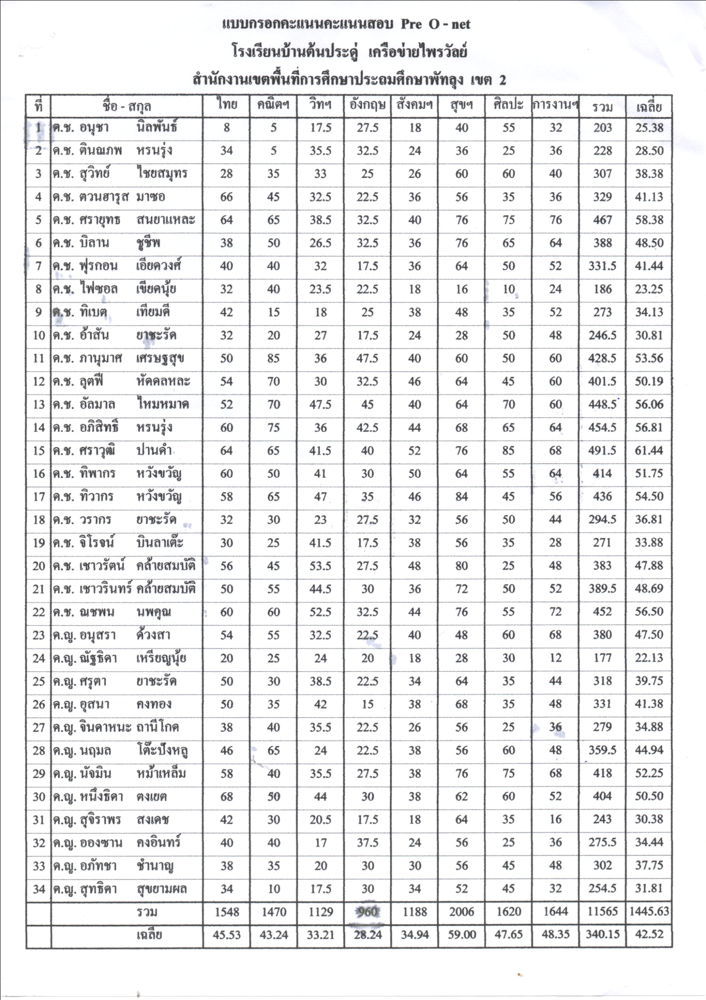 แบบกรอกคะแนนคะแนนสอบ Pre O - net
โรงเรียนบ้านต้นประดู่ เครือข่ายไพรวัลย์
สำนักงานเขตพื้นที่การศึกษาประถมศึกษาพัทลุง เขต 2
ที่ ชื่อ - สกุล ไทย คณิตฯ วิทฯ อังกฤษ สังคมฯ สุขฯ ศิลปะ การงานฯ รวม เฉลี่ย
1 ด.ช. อนุชา นิลพันธ์ 8 5 17.5 27.5 18 40 55 32 203 25.38
2 ด.ช. ตินณภพ หรนรุ่ง 34 5 35.5 32.5 24 36 25 36 228 28.50
3 ด.ช. สุวิทย์ ไชยสมุทร 28 35 33 25 26 60 60 40 307 38.38
4 ด.ช. ตวนฮารุส มาซอ 66 45 32.5 22.5 36 56 35 36 329 41.13
5 ด.ช. ศรายุทธ สนยาแหละ 64 65 38.5 32.5 40 76 75 76 467 58.38
6 ด.ช. บิลาน ชูชีพ 38 50 26.5 32.5 36 76 65 64 388 48.50
7 ด.ช. ฟุรกอน เอียดวงศ์ 40 40 32 17.5 36 64 50 52 331.5 41.44
8 ด.ช. ไฟซอล เขียดนุ้ย 32 40 23.5 22.5 18 16 10 24 186 23.25
9 ด.ช. ทิเบต เทียมดี 42 15 18 25 38 48 35 52 273 34.13
10 ด.ช. อ้าสัน ยาชะรัด 32 20 27 17.5 24 28 50 48 246.5 30.81
11 ด.ช. ภานุมาศ เศรษฐสุข 50 85 36 47.5 40 60 50 60 428.5 53.56
12 ด.ช. ลุตฟี หัดดลหละ 54 70 30 32.5 46 64 45 60 401.5 50.19
13 ด.ช. อัลมาล ไหมหมาด 52 70 47.5 45 40 64 70 60 448.5 56.06
14 ด.ช. อภิสิทธิ์ หรนรุ่ง 60 75 36 42.5 44 68 65 64 454.5 56.81
15 ด.ช. ศราวุฒิ ปานดำ 64 65 41.5 40 52 76 85 68 491.5 61.44
16 ด.ช. ทิพากร หวังขวัญ 60 50 41 30 50 64 55 64 414 51.75
17 ด.ช. ทิวากร หวังขวัญ 58 65 47 35 46 84 45 56 436 54.50
18 ด.ช. วรากร ยาชะรัด 32 30 23 27.5 32 56 50 44 294.5 36.81
19 ด.ช. จิโรจน์ บินลาเต๊ะ 30 25 41.5 17.5 38 56 35 28 271 33.88
20 ด.ช. เชาวรัตน์ คล้ายสมบัติ 56 45 53.5 27.5 48 80 25 48 383 47.88
21 ด.ช. เชาวรินทร์ คล้ายสมบัติ 50 55 44.5 30 36 72 50 52 389.5 48.69
22 ด.ช. ณชพน นพคุณ 60 60 52.5 32.5 44 76 55 72 452 56.50
23 ด.ญ. อนุสรา ด้วงสา 54 55 32.5 22.5 40 48 60 68 380 47.50
24 ด.ญ. ณัฐธิดา เหรียญนุ้ย 20 25 24 20 18 28 30 12 177 22.13
25 ด.ญ. ศรุตา ยาชะรัด 50 30 38.5 22.5 34 64 35 44 318 39.75
26 ด.ญ. อุสนา คงทอง 50 35 42 15 38 68 35 48 331 41.38
27 ด.ญ. จินดาหนะ ถานีโกด 38 40 35.5 22.5 26 56 25 36 279 34.88
28 ด.ญ. นฤมล โต๊ะปังหลู 46 65 24 22.5 38 56 60 48 359.5 44.94
29 ด.ญ. นัจมิน หม้าเหล็ม 58 40 35.5 27.5 38 76 75 68 418 52.25
30 ด.ญ. หนึ่งธิดา ตงเยต 68 50 44 30 38 62 60 52 404 50.50
31 ด.ญ. สุจิราพร สงเดช 42 30 20.5 17.5 18 64 35 16 243 30.38
32 ด.ญ. อองซาน คงอินทร์ 40 40 17 37.5 24 56 25 36 275.5 34.44
33 ด.ญ. อภัทชา ชำนาญ 38 35 20 30 30 56 45 48 302 37.75
34 ด.ญ. สุทธิดา สุขยามผล 34 10 17.5 30 34 52 45 32 254.5 31.81
รวม 1548 1470 1129 960 1188 2006 1620 1644 11565 1445.63
เฉลี่ย 45.53 43.24 33.21 28.24 34.94 59.00 47.65 48.35 340.15 42.52